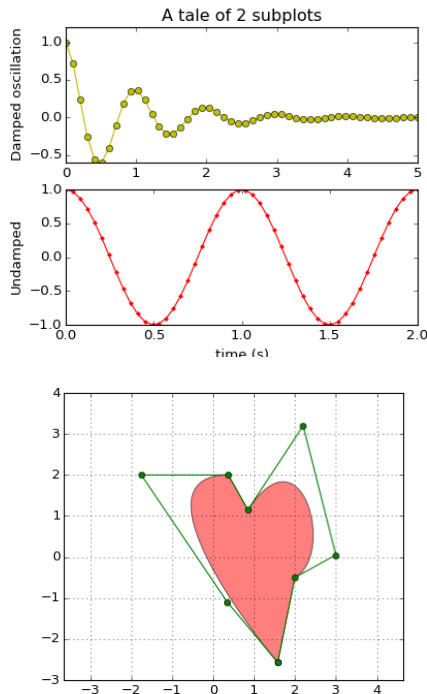 A tale of 2 subplots
Damped oscillation
1.0
0.5
0.0
−0.5
0 1 2 3 4 5
Undamped
1.0
0.5
0.0
−0.5
−1.0
0.0 0.5 1.0 1.5 2.0
time (s)
4
3
2
1
0
−1
−2
−3
−3 −2 −1 0 1 2 3 4